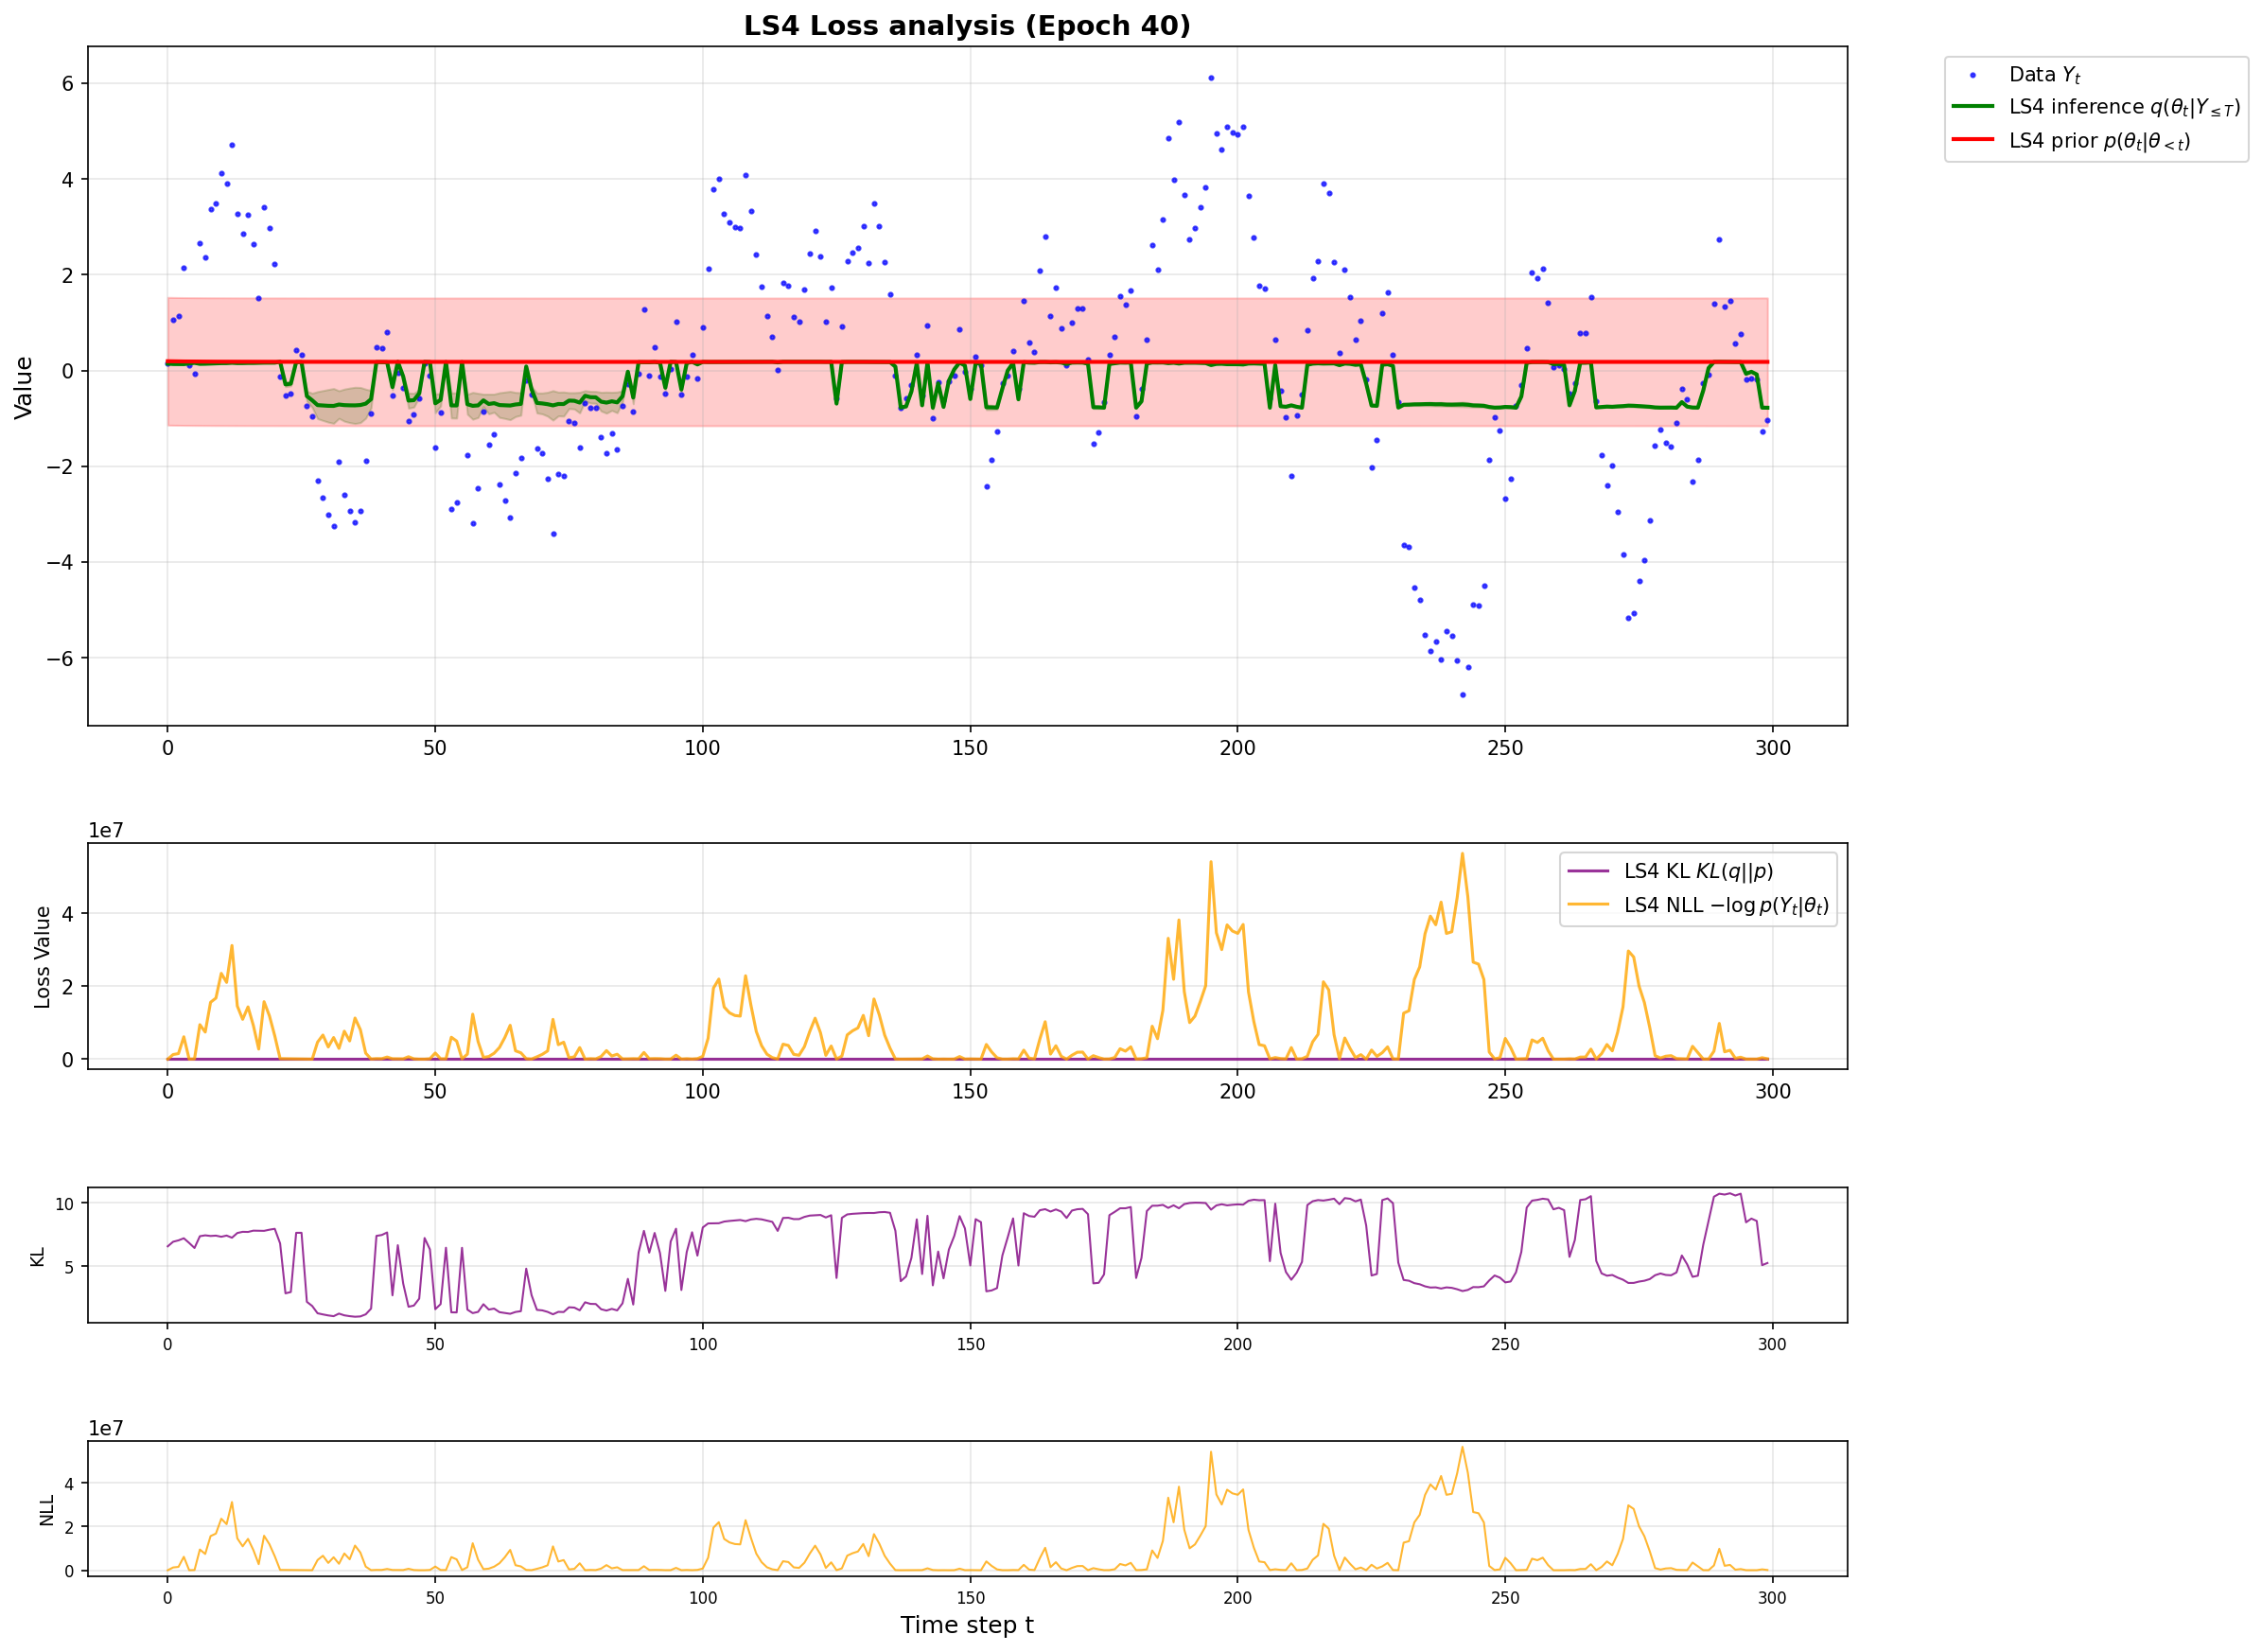 LS4 Loss analysis (Epoch 40)
Data Y_t
LS4 inference q(θ_t|Y_{≤T})
LS4 prior p(θ_t|θ_{<t})
Value
6
4
2
0
−2
−4
−6
0 50 100 150 200 250 300
1e7
LS4 KL KL(q||p)
LS4 NLL −log p(Y_t|θ_t)
Loss Value
4
2
0
0 50 100 150 200 250 300
KL
10
5
0 50 100 150 200 250 300
1e7
NLL
4
2
0
0 50 100 150 200 250 300
Time step t